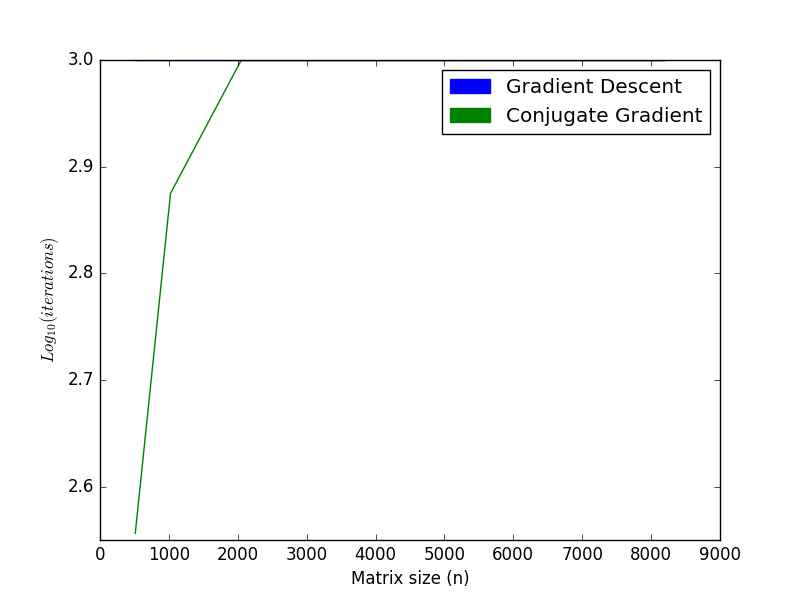 3.0
2.9
2.8
2.7
2.6
Log10(iterations)
Gradient Descent
Conjugate Gradient
0 1000 2000 3000 4000 5000 6000 7000 8000 9000
Matrix size (n)